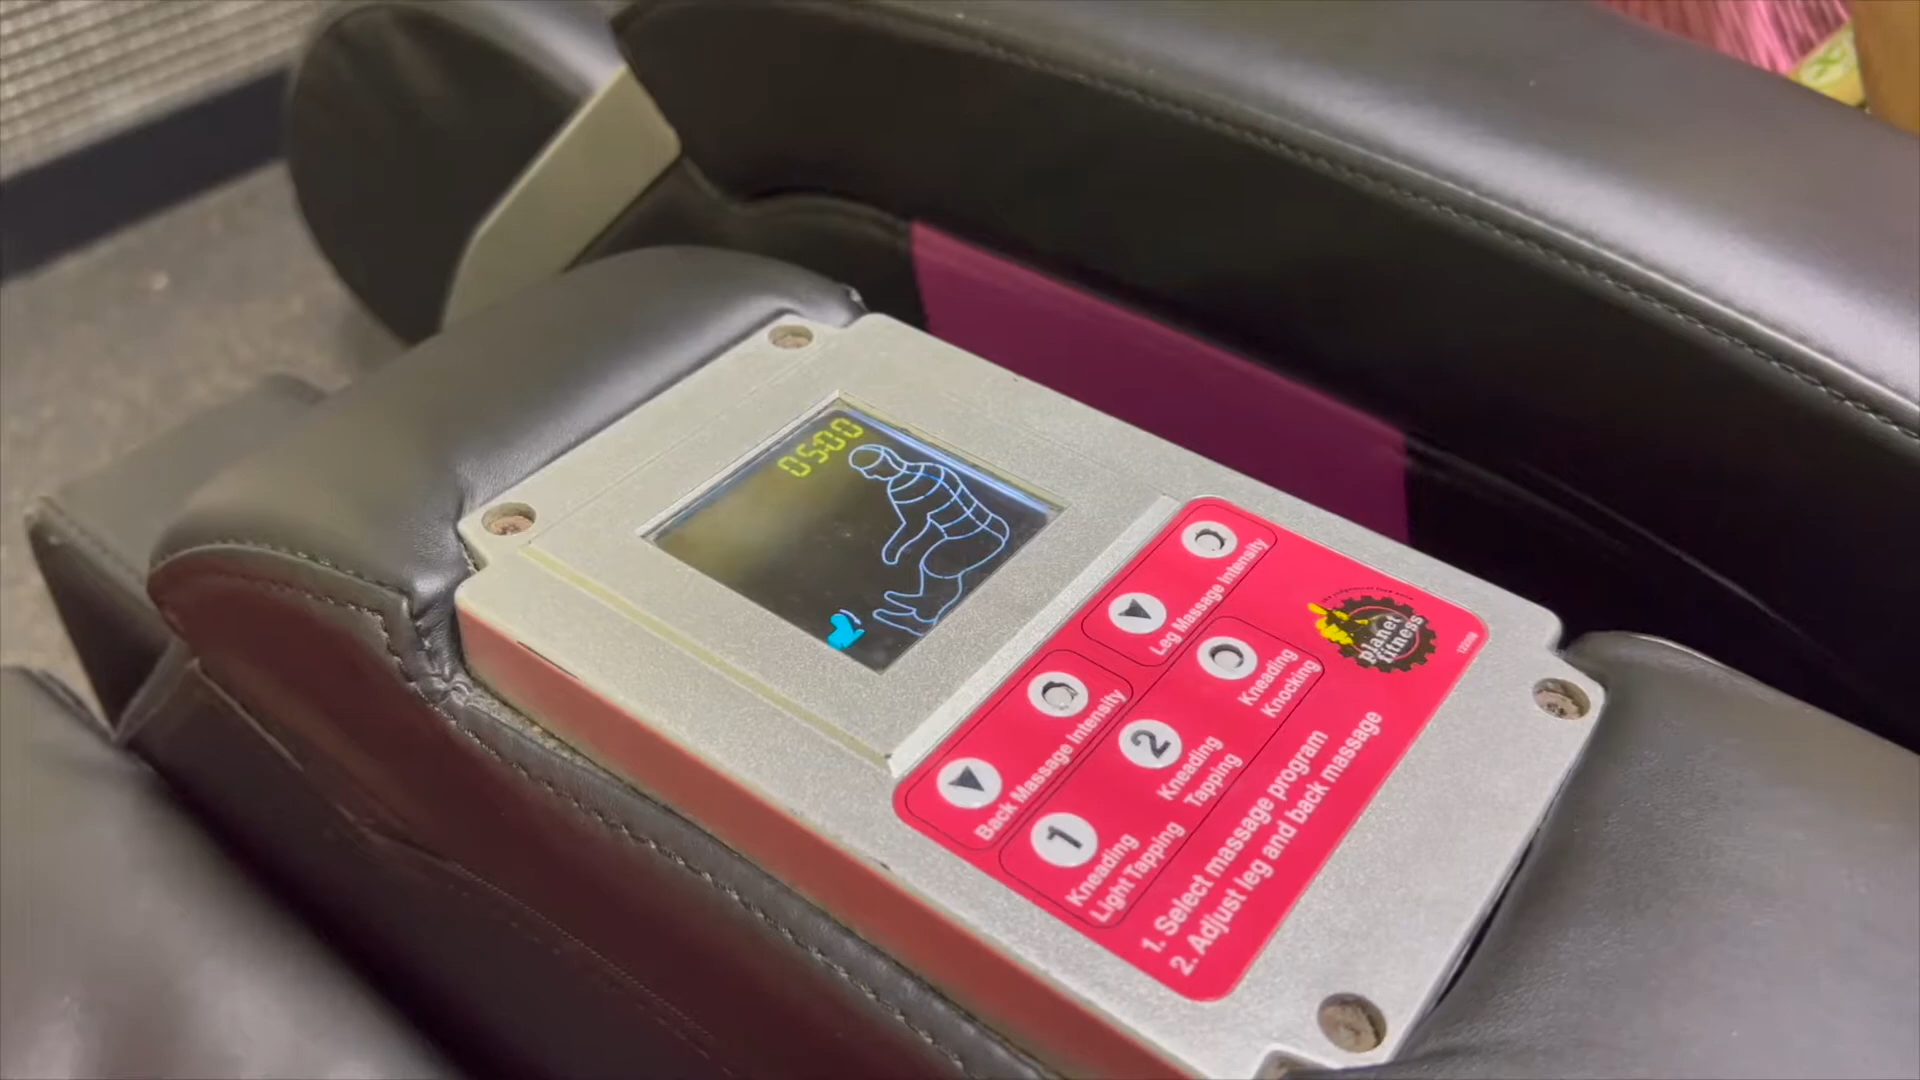 05:00
Leg Massage Intensity
Back Massage Intensity
1
Kneading
Light Tapping
2
Kneading
Tapping
Kneading
Knocking
planet
fitness
1. Select massage program
2. Adjust leg and back massage